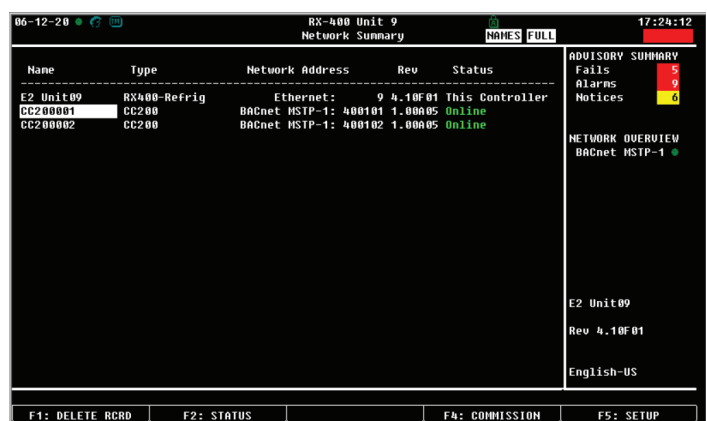 06-12-20 RX-400 Unit 9 17:24:12
Network Summary NAMES FULL
Name Type Network Address Rev Status
E2 Unit09 RX400-Refrig Ethernet: 9 4.10F01 This Controller
CC200001 CC200 BACnet MSTP-1: 400101 1.00A05 Online
CC200002 CC200 BACnet MSTP-1: 400102 1.00A05 Online
ADVISORY SUMMARY
Fails 5
Alarms 9
Notices 6
NETWORK OVERVIEW
BACnet MSTP-1
E2 Unit09
Rev 4.10F01
English-US
F1: DELETE RCRD F2: STATUS F4: COMMISSION F5: SETUP